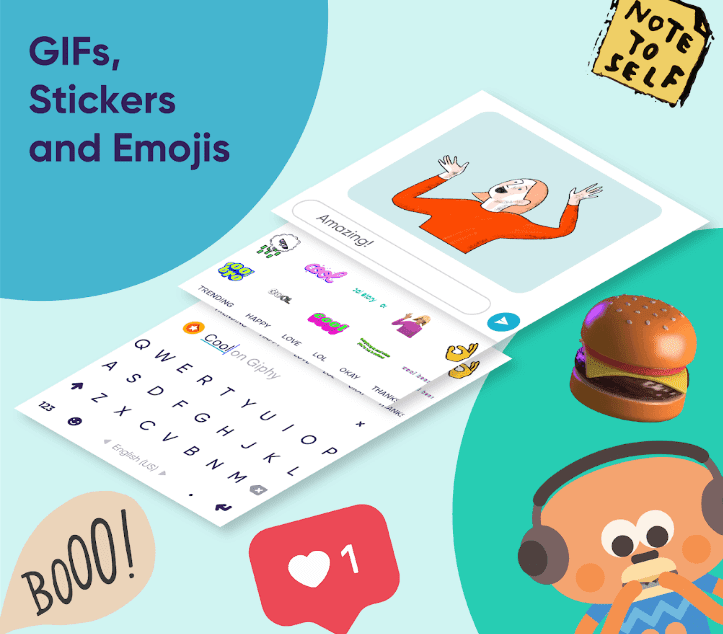 GIFs,
Stickers
and Emojis
NOTE
TO
SELF
Amazing!
COOL
TRENDING
HAPPY
LOVE
LOL
OKAY
THANKS
Cool on Giphy
Q W E R T Y U I O P
A S D F G H J K L
Z X C V B N M
123
English (US)
.
BOOO!
1